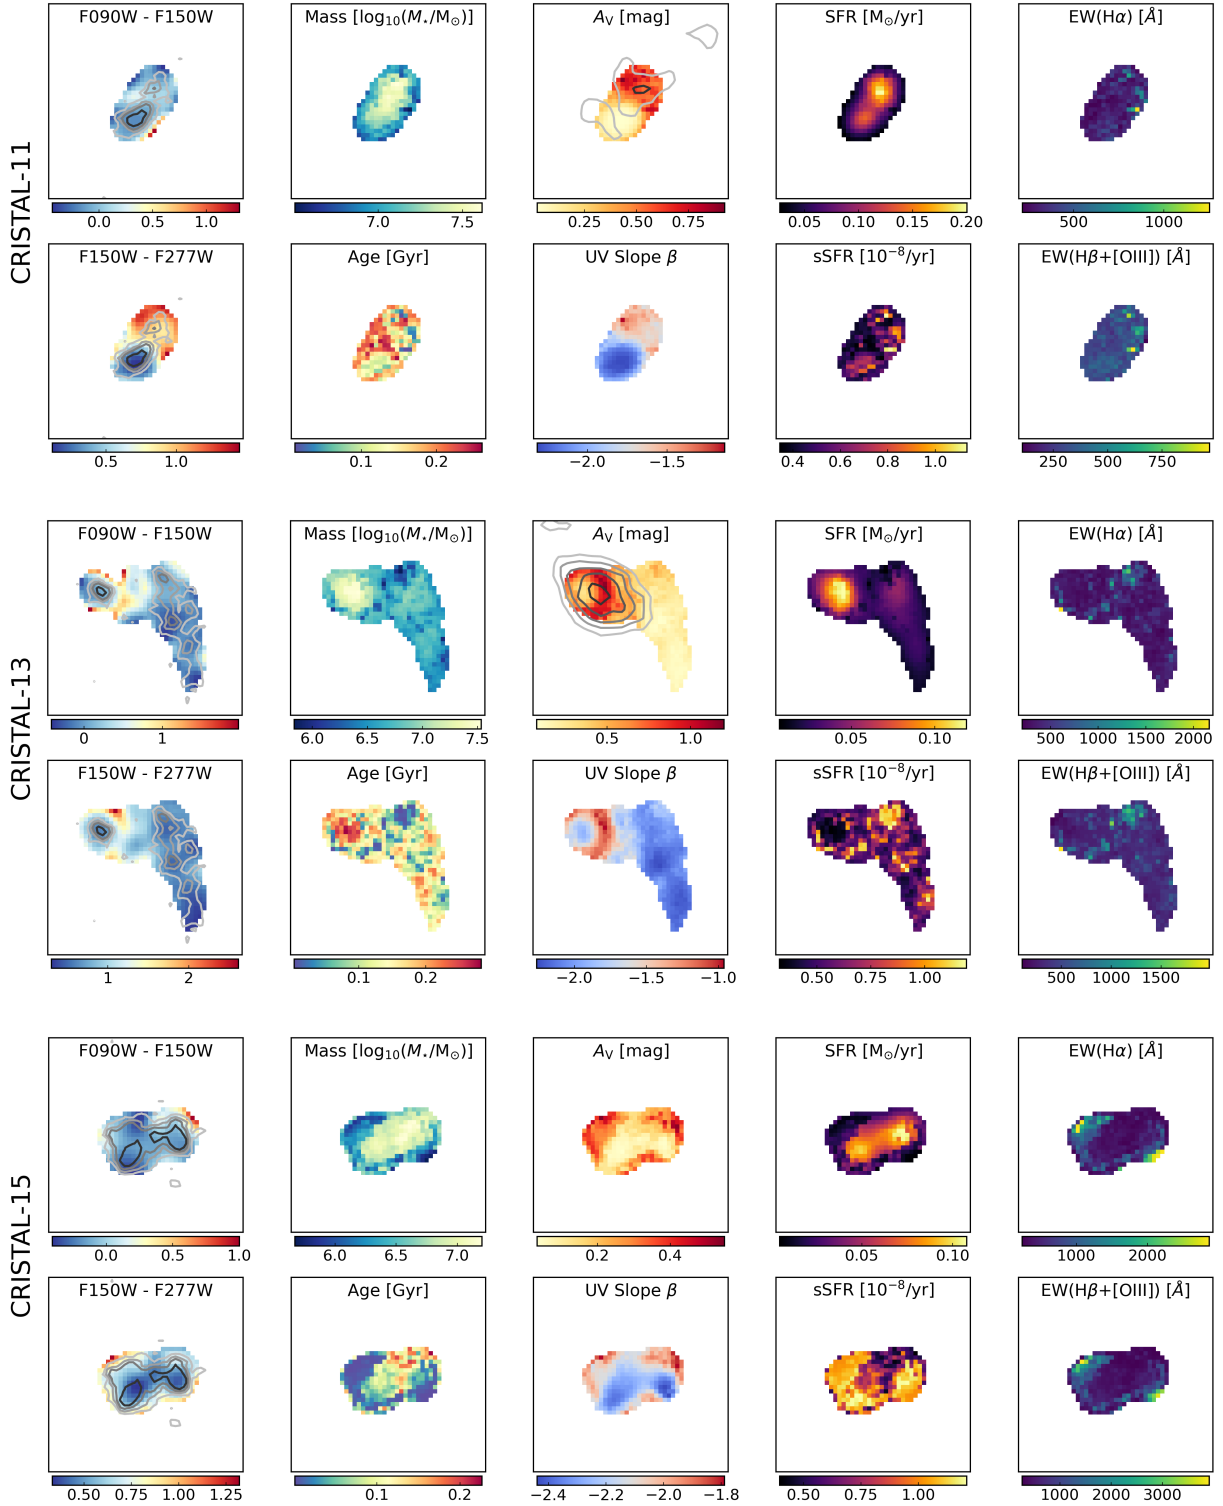 CRISTAL-11
F090W - F150W
Mass [log₁₀(M⋆/M⊙)]
A_V [mag]
SFR [M⊙/yr]
EW(Hα) [Å]
0.0 0.5 1.0
7.0 7.5
0.25 0.50 0.75
0.05 0.10 0.15 0.20
500 1000
F150W - F277W
Age [Gyr]
UV Slope β
sSFR [10⁻⁸/yr]
EW(Hβ+[OIII]) [Å]
0.5 1.0
0.1 0.2
−2.0 −1.5
0.4 0.6 0.8 1.0
250 500 750
CRISTAL-13
F090W - F150W
Mass [log₁₀(M⋆/M⊙)]
A_V [mag]
SFR [M⊙/yr]
EW(Hα) [Å]
0 1
6.0 6.5 7.0 7.5
0.5 1.0
0.05 0.10
500 1000 1500 2000
F150W - F277W
Age [Gyr]
UV Slope β
sSFR [10⁻⁸/yr]
EW(Hβ+[OIII]) [Å]
1 2
0.1 0.2
−2.0 −1.5 −1.0
0.50 0.75 1.00
500 1000 1500
CRISTAL-15
F090W - F150W
Mass [log₁₀(M⋆/M⊙)]
A_V [mag]
SFR [M⊙/yr]
EW(Hα) [Å]
0.0 0.5 1.0
6.0 6.5 7.0
0.2 0.4
0.05 0.10
1000 2000
F150W - F277W
Age [Gyr]
UV Slope β
sSFR [10⁻⁸/yr]
EW(Hβ+[OIII]) [Å]
0.50 0.75 1.00 1.25
0.1 0.2
−2.4 −2.2 −2.0 −1.8
0.50 0.75 1.00
1000 2000 3000